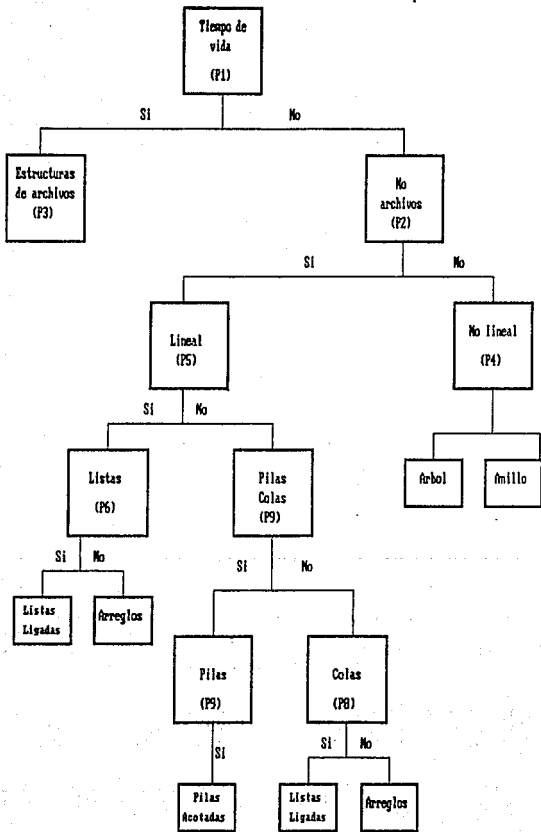 Tiempo de
vida
(P1)
Si No
Estructuras
de archivos
(P3)
No
archivos
(P2)
Si No
Lineal
(P5)
No lineal
(P4)
Si No
Listas
(P6)
Pilas
Colas
(P9)
Arbol
Anillo
Si No
Si No
Listas
Ligadas
Arreglos
Pilas
(P9)
Colas
(P8)
Si
Si No
Pilas
Acotadas
Listas
Ligadas
Arreglos